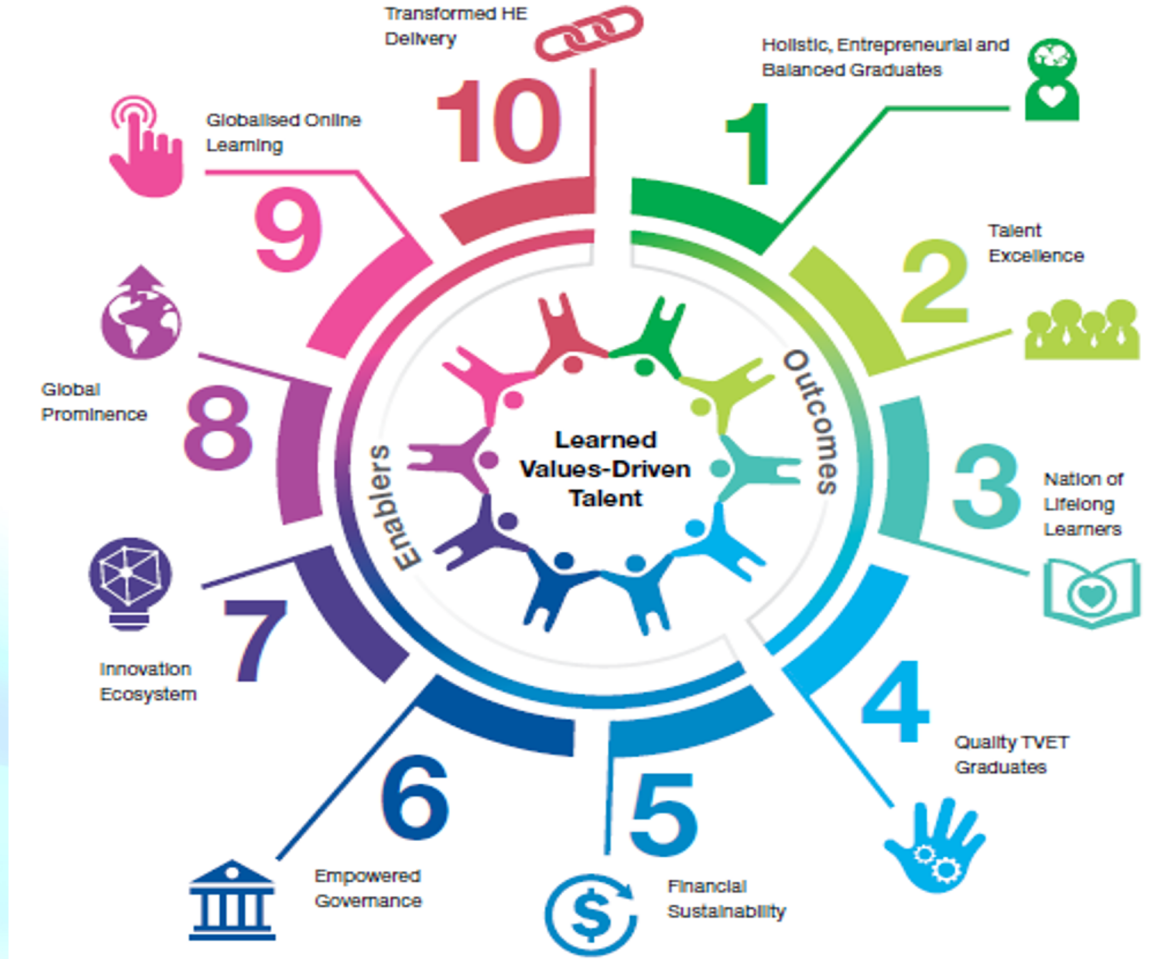 Transformed HE
Delivery
10
Holistic, Entrepreneurial and
Balanced Graduates
1
Globalised Online
Learning
9
Talent
Excellence
2
Global
Prominence
8
Outcomes
Enablers
Learned
Values-Driven
Talent
3
Nation of
Lifelong
Learners
7
Innovation
Ecosystem
4
Quality TVET
Graduates
6
Empowered
Governance
5
Financial
Sustainability
$